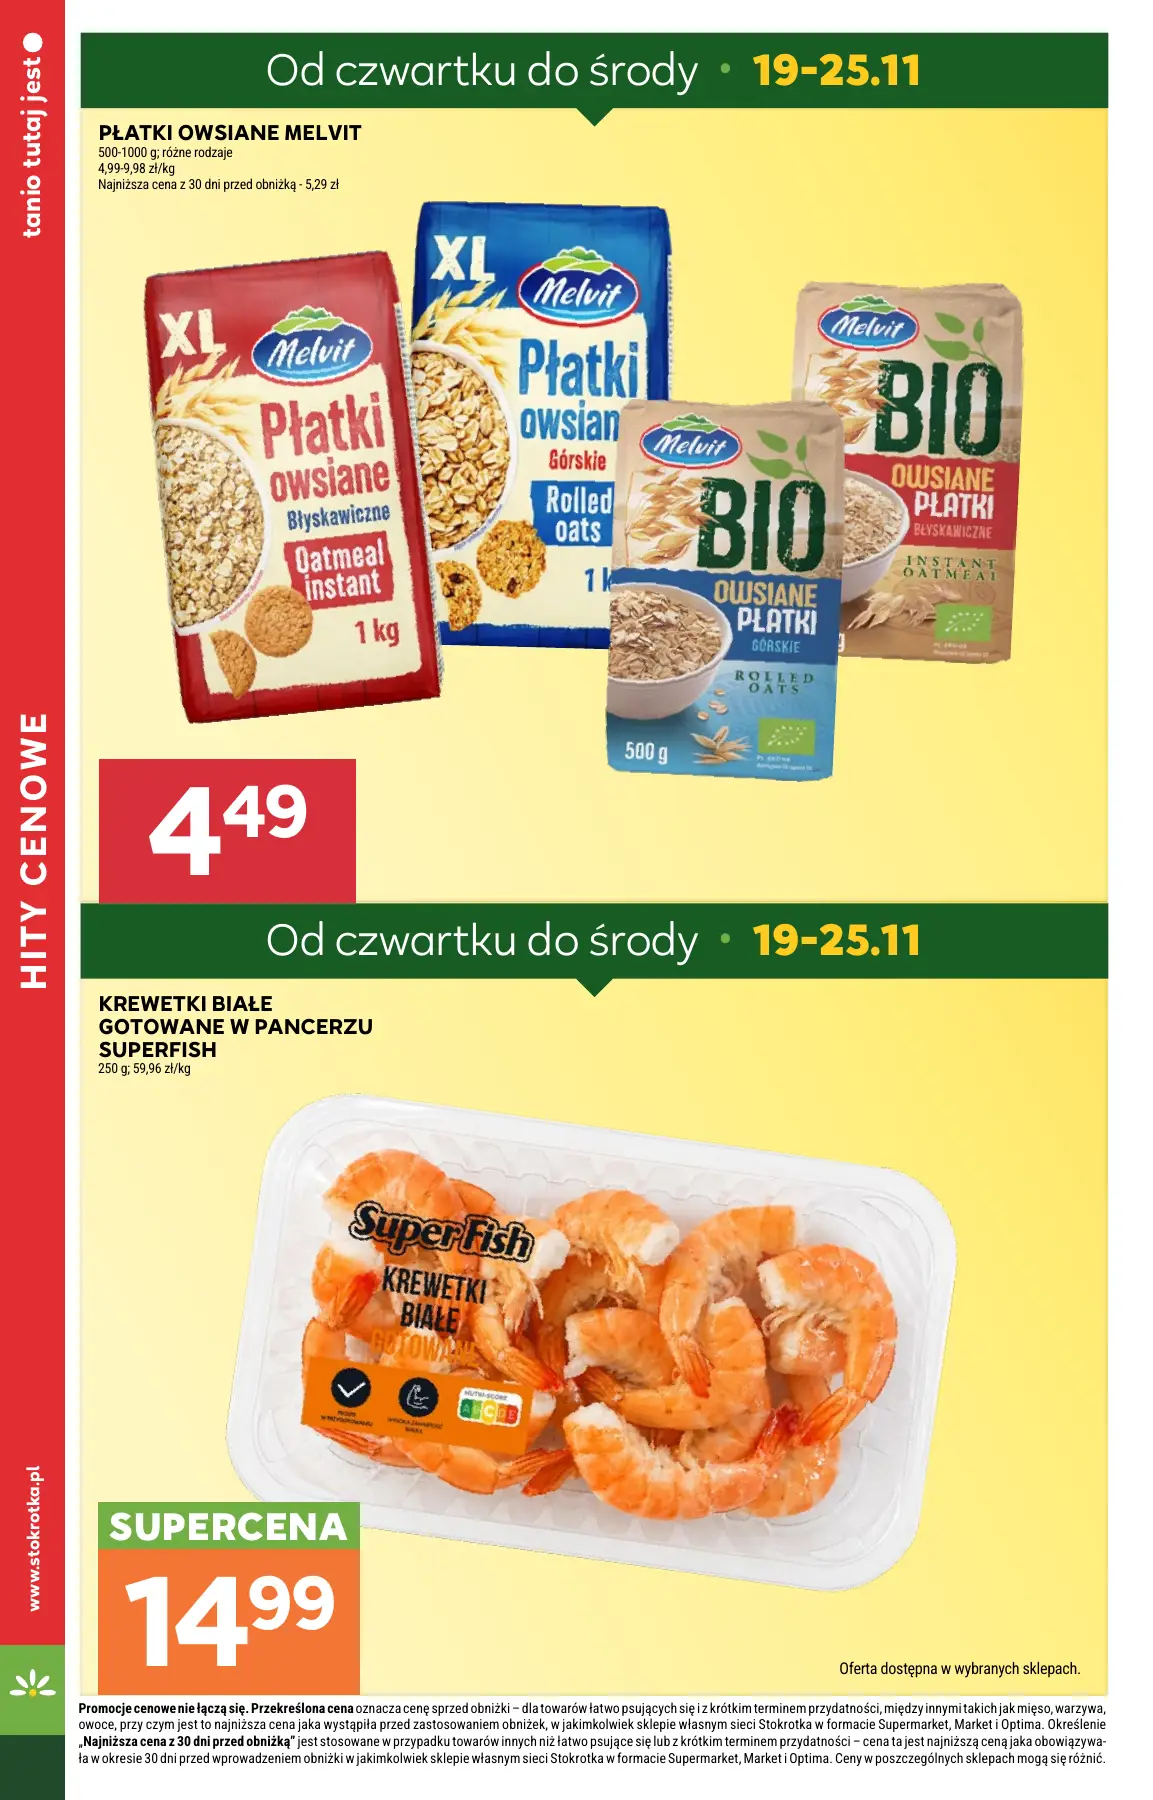 tanio tutaj jest
HITY CENOWE
www.stokrotka.pl
Od czwartku do środy • 19-25.11
PŁATKI OWSIANE MELVIT
500-1000 g; różne rodzaje
4,99-9,98 zł/kg
Najniższa cena z 30 dni przed obniżką - 5,29 zł
XL
Melvit
Płatki
owsiane
Błyskawiczne
Oatmeal
instant
1 kg
XL
Melvit
Płatki
owsian
Górskie
Rolled
oats
Melvit
BIO
OWSIANE
PŁATKI
GÓRSKIE
ROLLED
OATS
500 g
Melvit
BIO
OWSIANE
PŁATKI
BŁYSKAWICZNE
INSTANT
OATMEAL
4 49
Od czwartku do środy • 19-25.11
KREWETKI BIAŁE
GOTOWANE W PANCERZU
SUPERFISH
250 g; 59,96 zł/kg
SuperFish
KREWETKI
BIAŁE
GOTOWANE
NUTRI-SCORE
SUPERCENA
14 99
Oferta dostępna w wybranych sklepach.
Promocje cenowe nie łączą się. Przekreślona cena oznacza cenę sprzed obniżki – dla towarów łatwo psujących się i z krótkim terminem przydatności, między innymi takich jak mięso, warzywa,
owoce, przy czym jest to najniższa cena jaka wystąpiła przed zastosowaniem obniżek, w jakimkolwiek sklepie własnym sieci Stokrotka w formacie Supermarket, Market i Optima. Określenie
„Najniższa cena z 30 dni przed obniżką” jest stosowane w przypadku towarów innych niż łatwo psujące się lub z krótkim terminem przydatności – cena ta jest najniższą ceną jaka obowiązywa-
ła w okresie 30 dni przed wprowadzeniem obniżki w jakimkolwiek sklepie własnym sieci Stokrotka w formacie Supermarket, Market i Optima. Ceny w poszczególnych sklepach mogą się różnić.